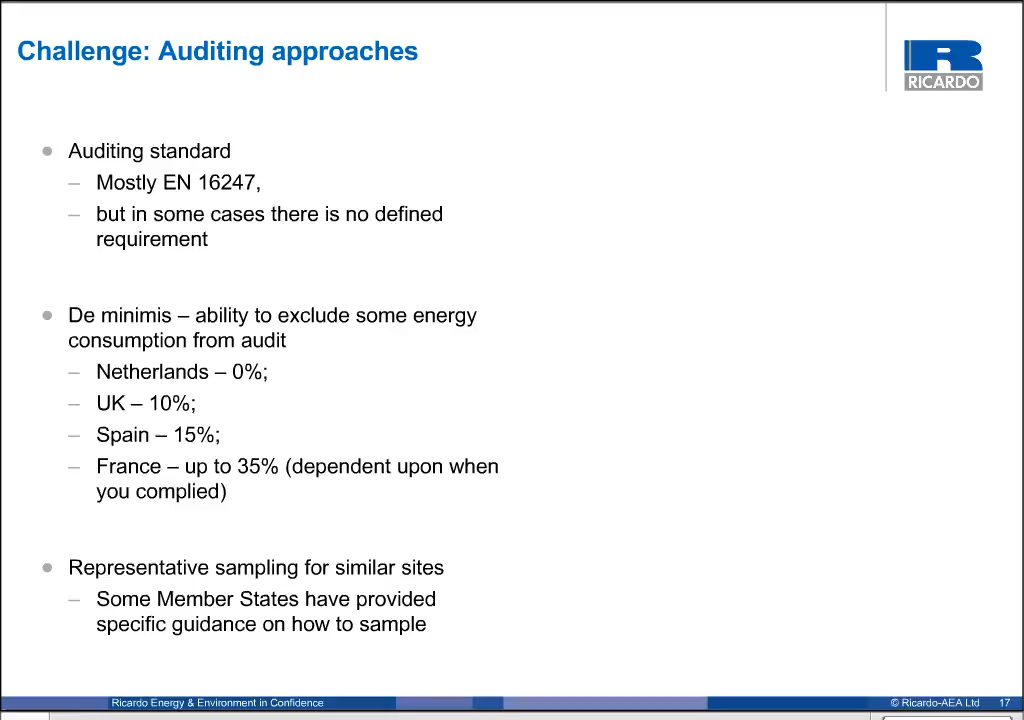 Challenge: Auditing approaches
RICARDO
● Auditing standard
– Mostly EN 16247,
– but in some cases there is no defined
requirement
● De minimis – ability to exclude some energy
consumption from audit
– Netherlands – 0%;
– UK – 10%;
– Spain – 15%;
– France – up to 35% (dependent upon when
you complied)
● Representative sampling for similar sites
– Some Member States have provided
specific guidance on how to sample
Ricardo Energy & Environment in Confidence
© Ricardo-AEA Ltd 17